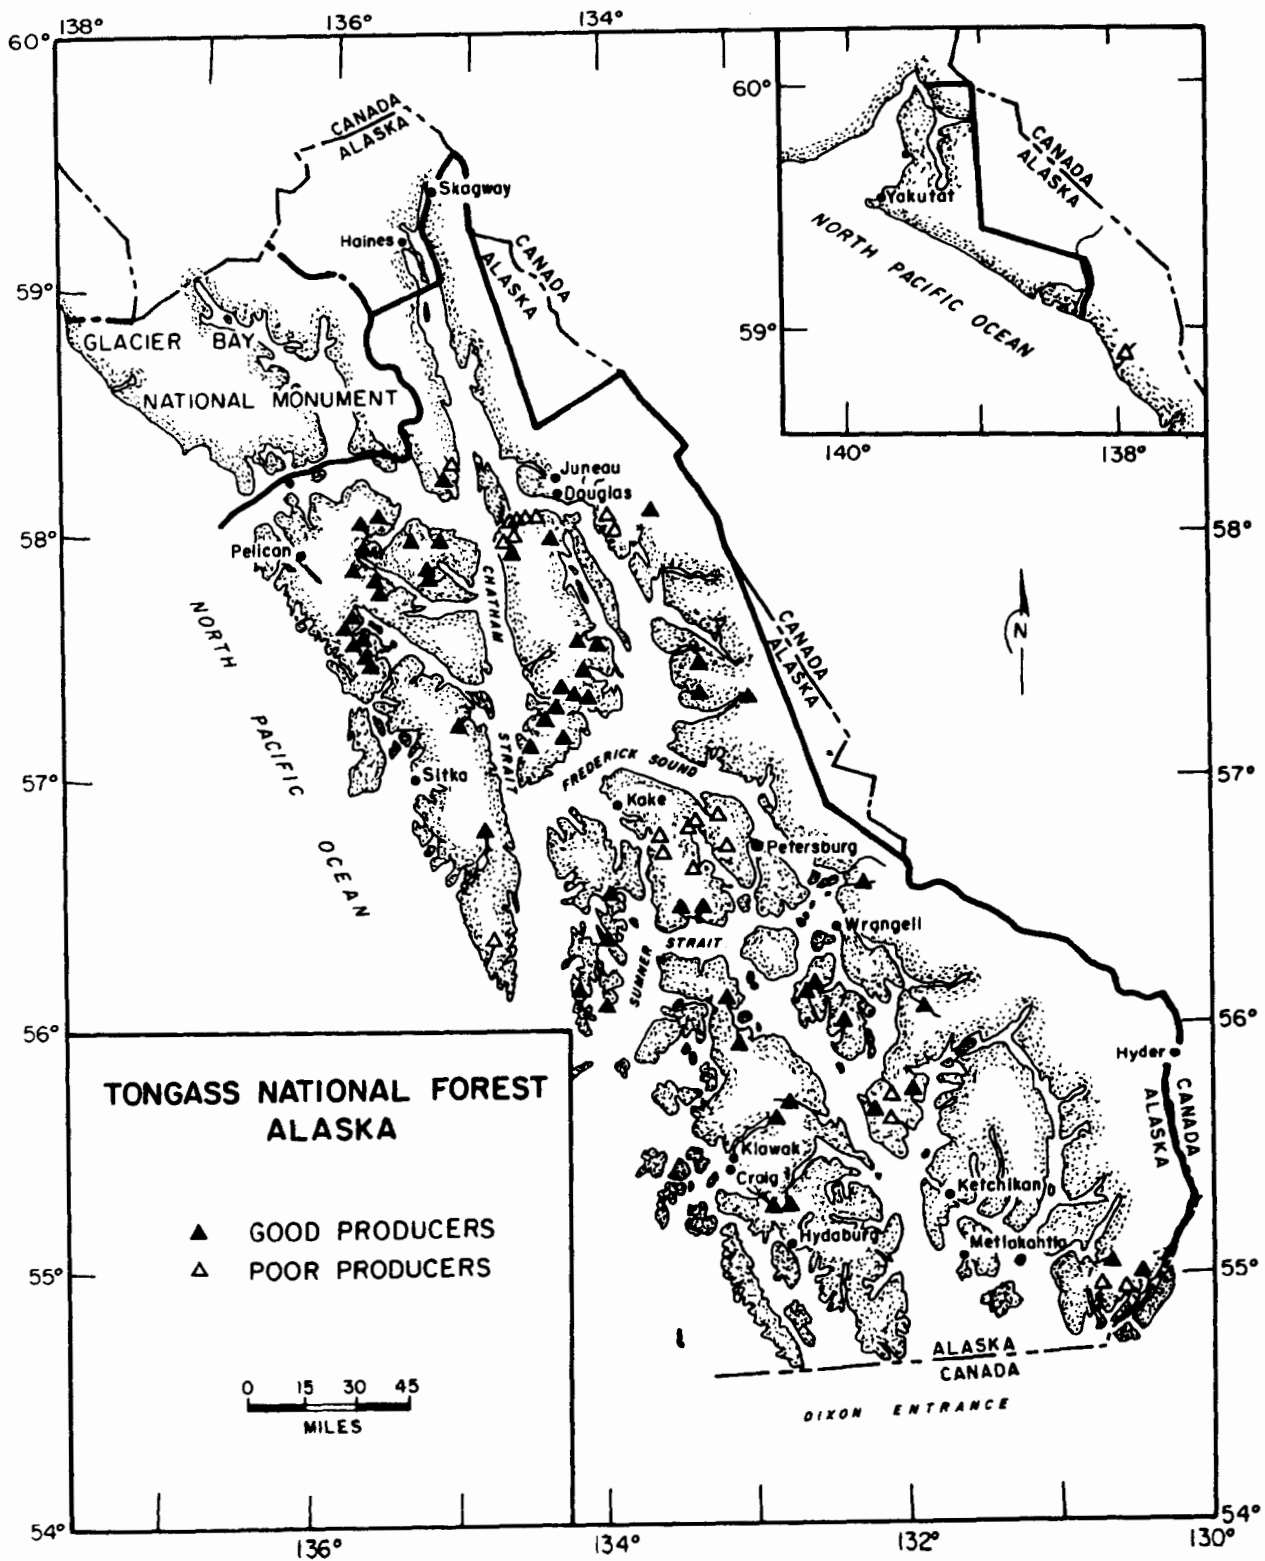 138°
136°
134°
60°
CANADA
ALASKA
Skagway
Haines
CANADA
ALASKA
60°
CANADA
ALASKA
Yakutat
NORTH PACIFIC OCEAN
59°
140°
138°
59°
GLACIER BAY
NATIONAL MONUMENT
Juneau
Douglas
58°
58°
Pelican
CHATHAM
STRAIT
N
CANADA
ALASKA
NORTH
PACIFIC
OCEAN
57°
57°
Sitka
FREDERICK SOUND
Kake
Petersburg
Wrangell
SUMNER STRAIT
56°
56°
Hyder
CANADA
ALASKA
TONGASS NATIONAL FOREST
ALASKA
Klawak
Craig
Ketchikan
Hydaburg
Metlakahtla
GOOD PRODUCERS
POOR PRODUCERS
55°
55°
ALASKA
CANADA
DIXON ENTRANCE
0 15 30 45
MILES
54°
54°
136°
134°
132°
130°